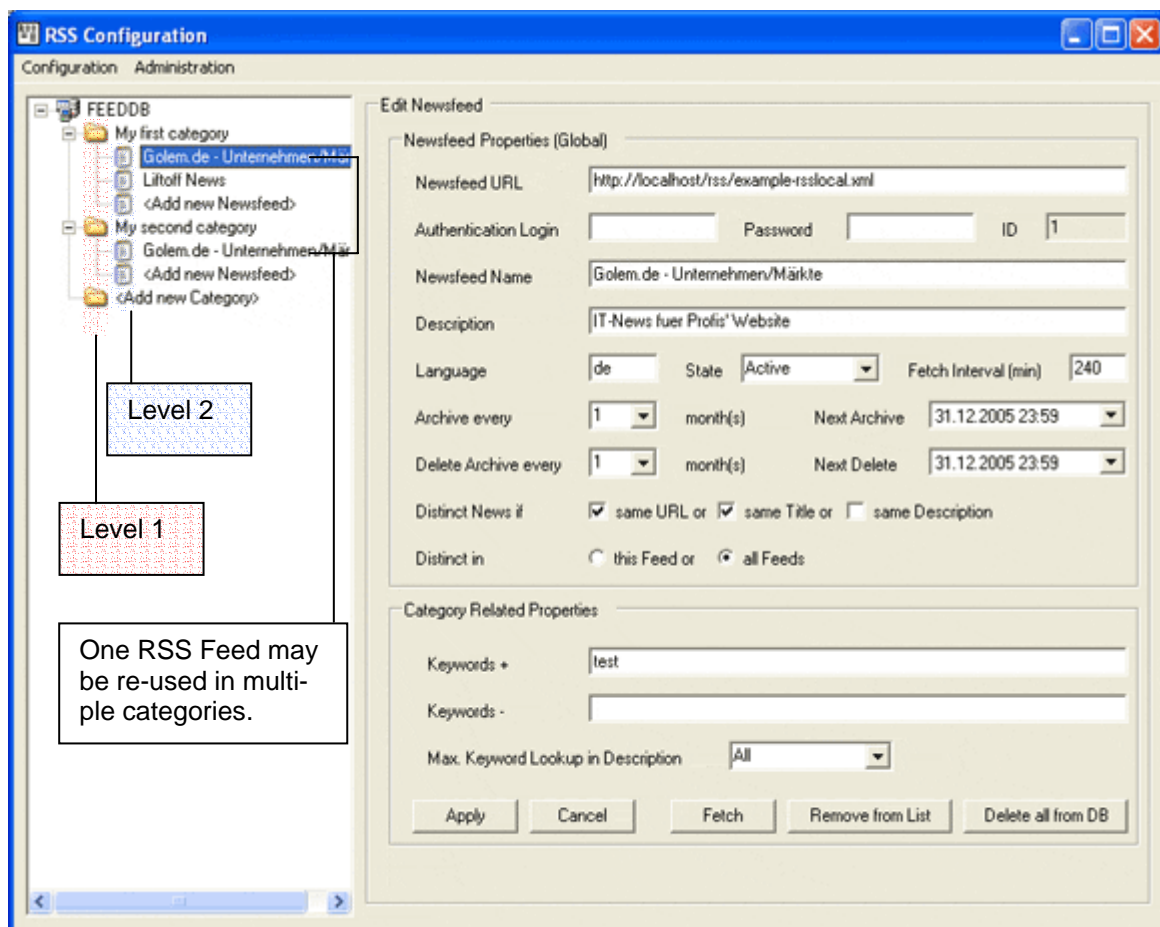 RSS Configuration
Configuration Administration
FEEDDB
My first category
Golem.de - Unternehmen/Mär
Liftoff News
<Add new Newsfeed>
My second category
Golem.de - Unternehmen/Mär
<Add new Newsfeed>
<Add new Category>
Level 2
Level 1
One RSS Feed may
be re-used in multi-
ple categories.
Edit Newsfeed
Newsfeed Properties (Global)
Newsfeed URL http://localhost/rss/example-rsslocal.xml
Authentication Login Password ID 1
Newsfeed Name Golem.de - Unternehmen/Märkte
Description IT-News fuer Profis' Website
Language de State Active Fetch Interval (min) 240
Archive every 1 month(s) Next Archive 31.12.2005 23:59
Delete Archive every 1 month(s) Next Delete 31.12.2005 23:59
Distinct News if same URL or same Title or same Description
Distinct in this Feed or all Feeds
Category Related Properties
Keywords + test
Keywords -
Max. Keyword Lookup in Description All
Apply Cancel Fetch Remove from List Delete all from DB